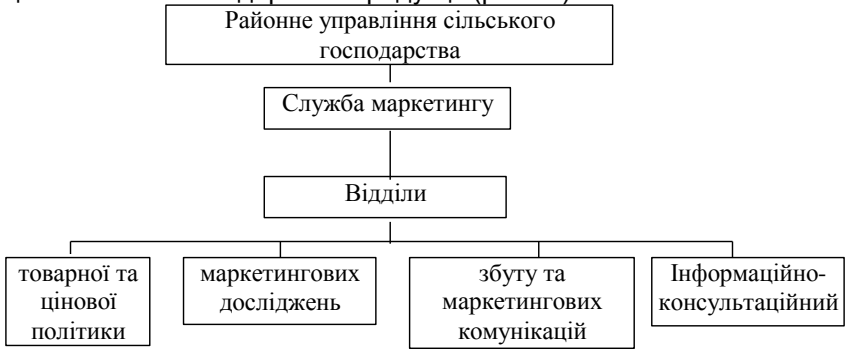 Районне управління сільського
господарства
Служба маркетингу
Відділи
товарної та
цінової
політики
маркетингових
досліджень
збуту та
маркетингових
комунікацій
Інформаційно-
консультаційний